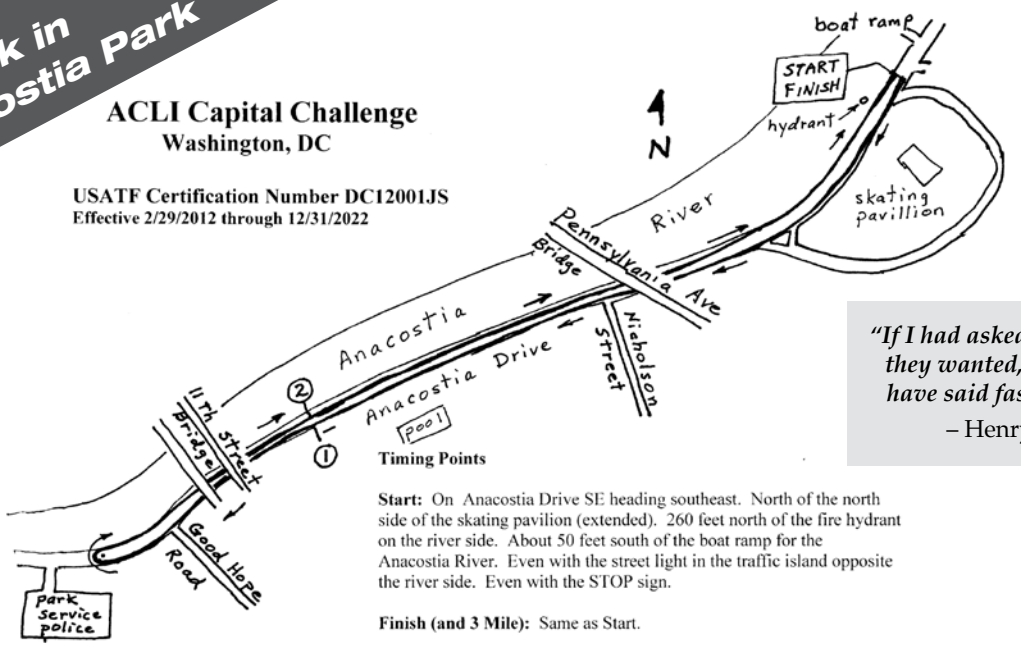 k in
ostia Park
ACLI Capital Challenge
Washington, DC
USATF Certification Number DC12001JS
Effective 2/29/2012 through 12/31/2022
boat ramp
START
FINISH
hydrant
N
skating
pavillion
River
Pennsylvania Ave
Bridge
Anacostia
Anacostia Drive
Nicholson
Street
11Th Street
Bridge
2
1
pool
Good Hope
Road
park
service
police
"If I had asked
they wanted,
have said fas
– Henry
Timing Points
Start: On Anacostia Drive SE heading southeast. North of the north
side of the skating pavilion (extended). 260 feet north of the fire hydrant
on the river side. About 50 feet south of the boat ramp for the
Anacostia River. Even with the street light in the traffic island opposite
the river side. Even with the STOP sign.
Finish (and 3 Mile): Same as Start.